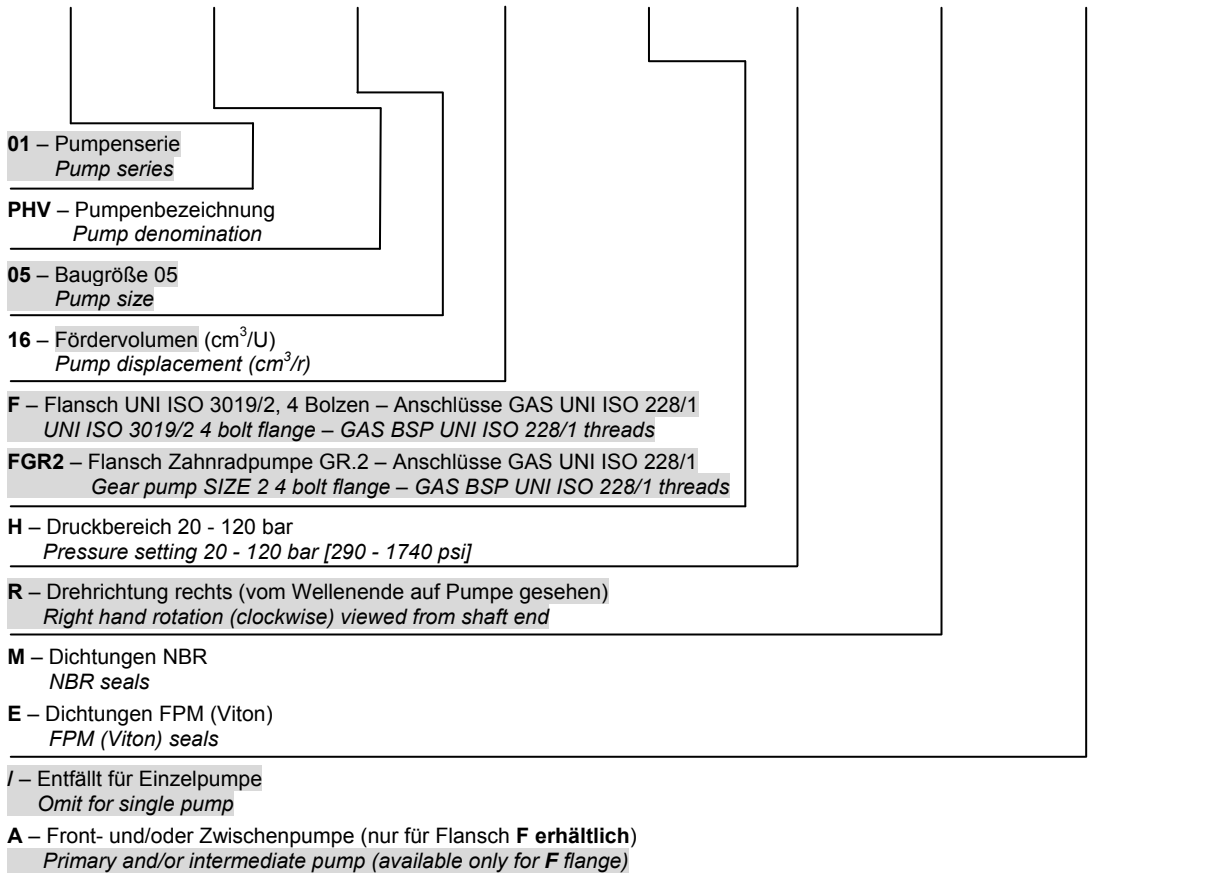 01 – Pumpenserie
Pump series
PHV – Pumpenbezeichnung
Pump denomination
05 – Baugröße 05
Pump size
16 – Fördervolumen (cm³/U)
Pump displacement (cm³/r)
F – Flansch UNI ISO 3019/2, 4 Bolzen – Anschlüsse GAS UNI ISO 228/1
UNI ISO 3019/2 4 bolt flange – GAS BSP UNI ISO 228/1 threads
FGR2 – Flansch Zahnradpumpe GR.2 – Anschlüsse GAS UNI ISO 228/1
Gear pump SIZE 2 4 bolt flange – GAS BSP UNI ISO 228/1 threads
H – Druckbereich 20 - 120 bar
Pressure setting 20 - 120 bar [290 - 1740 psi]
R – Drehrichtung rechts (vom Wellenende auf Pumpe gesehen)
Right hand rotation (clockwise) viewed from shaft end
M – Dichtungen NBR
NBR seals
E – Dichtungen FPM (Viton)
FPM (Viton) seals
/ – Entfällt für Einzelpumpe
Omit for single pump
A – Front- und/oder Zwischenpumpe (nur für Flansch F erhältlich)
Primary and/or intermediate pump (available only for F flange)